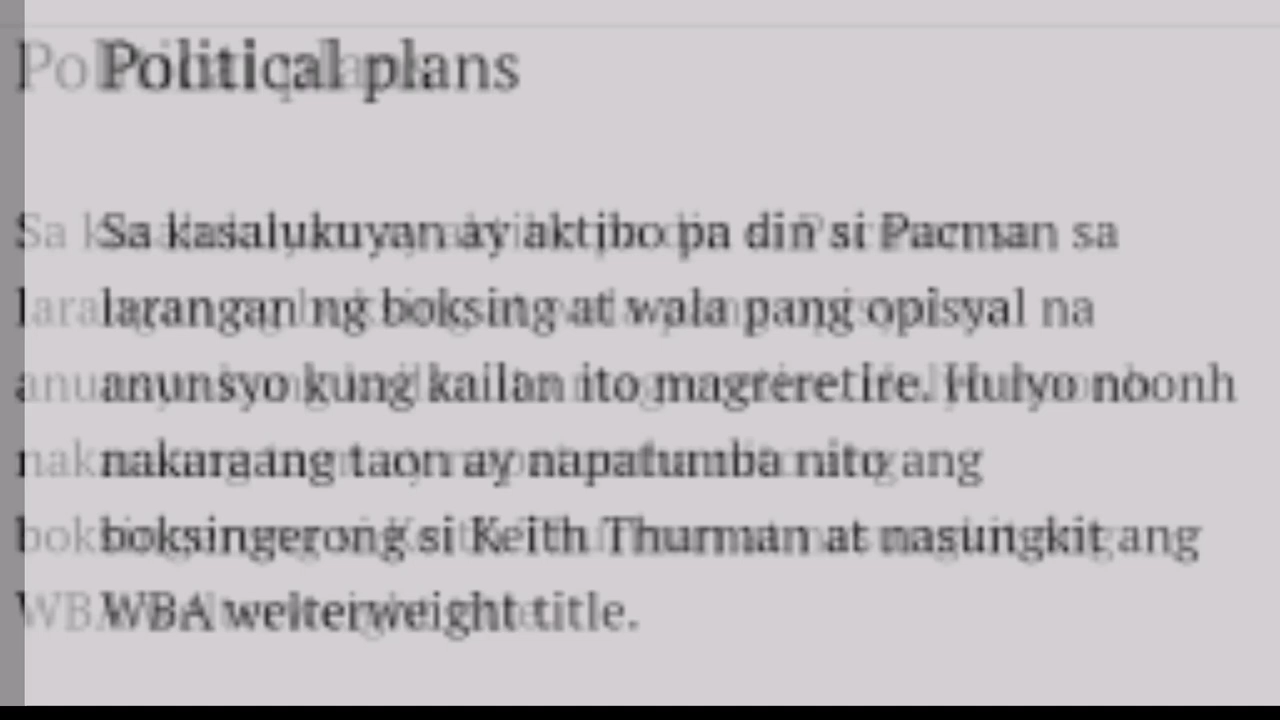 Political plans
Sa kasalukuyan ay aktibo pa din si Pacman sa
larangan ng boksing at wala pang opisyal na
anunsyo kung kailan ito magreretire. Hulyo noonh
nakaraang taon ay napatumba nito ang
boksingerong si Keith Thurman at nasungkit ang
WBA welterweight title.